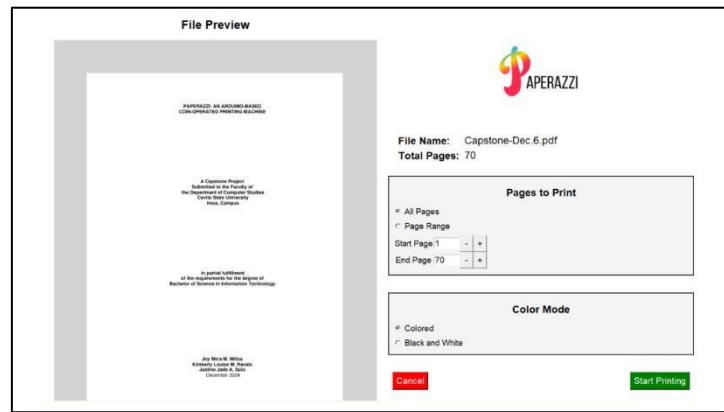 File Preview
PAPERAZZI: AN ARDUINO-BASED
COIN-OPERATED PRINTING MACHINE
A Capstone Project
Submitted to the Faculty of
the Department of Computer Studies
Cavite State University
Imus, Campus
In partial fulfillment
of the requirements for the degree of
Bachelor of Science in Information Technology
Joy Mica M. Niños
Kimberly Louise M. Ravalo
Justine Jade A. Sulo
December 2024
PAPERAZZI
File Name: Capstone-Dec.6.pdf
Total Pages: 70
Pages to Print
All Pages
Page Range
Start Page 1 - +
End Page 70 - +
Color Mode
Colored
Black and White
Cancel
Start Printing